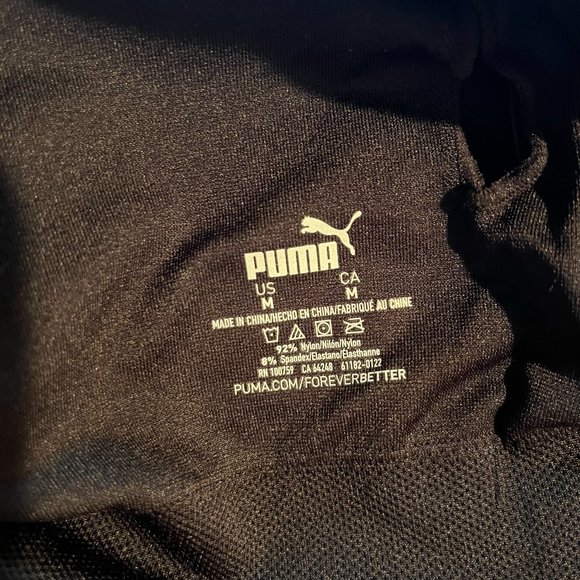 PUMA
US CA
M M
MADE IN CHINA/HECHO EN CHINA/FABRIQUÉ AU CHINE
92% Nylon/Nilón/Nylon
8% Spandex/Elastano/Élasthanne
RN 100759 CA 64248 61182-0122
PUMA.COM/FOREVERBETTER